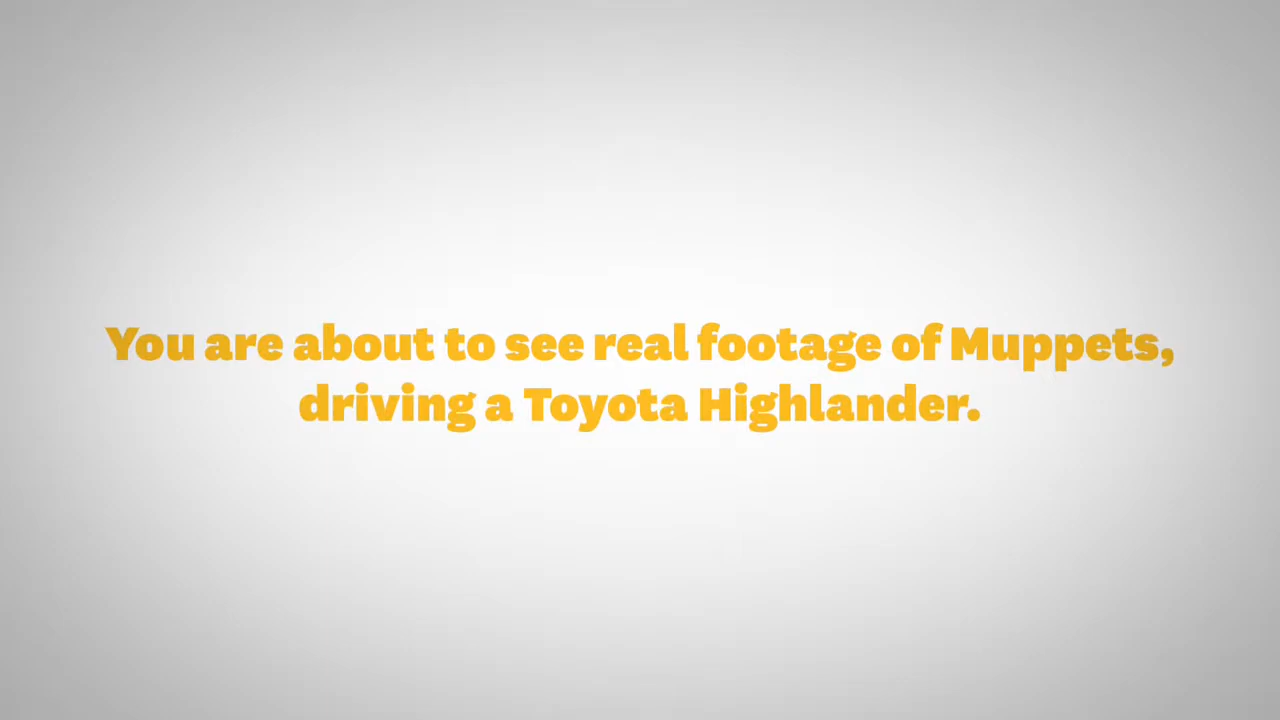 You are about to see real footage of Muppets,
driving a Toyota Highlander.